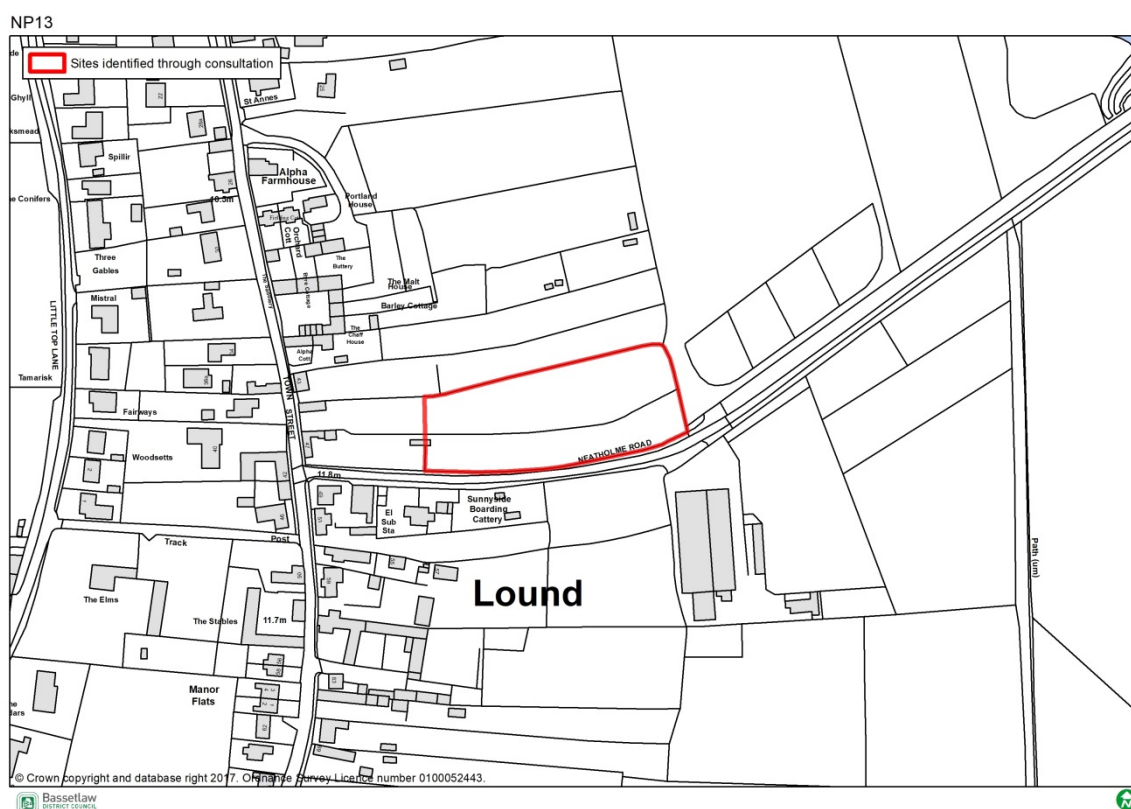 NP13
Sites identified through consultation
Ghyll
ksmead
St Annes
Spillir
Alpha
Farmhouse
Portland
House
e Conifers
10.3m
Orchard
Cott
The
Buttery
Three
Gables
The Malt
House
Mistral
Barley Cottage
LITTLE TOP LANE
The
Chaff
House
Alpha
Cott
Tamarisk
TOWN
STREET
Fairways
NEATHOLME ROAD
Woodsetts
11.8m
Sunnyside
Boarding
Cattery
El
Sub
Sta
Track
Post
Path (um)
The Elms
Lound
The Stables
11.7m
Manor
Flats
© Crown copyright and database right 2017. Ordnance Survey Licence number 0100052443.
Bassetlaw
DISTRICT COUNCIL
N